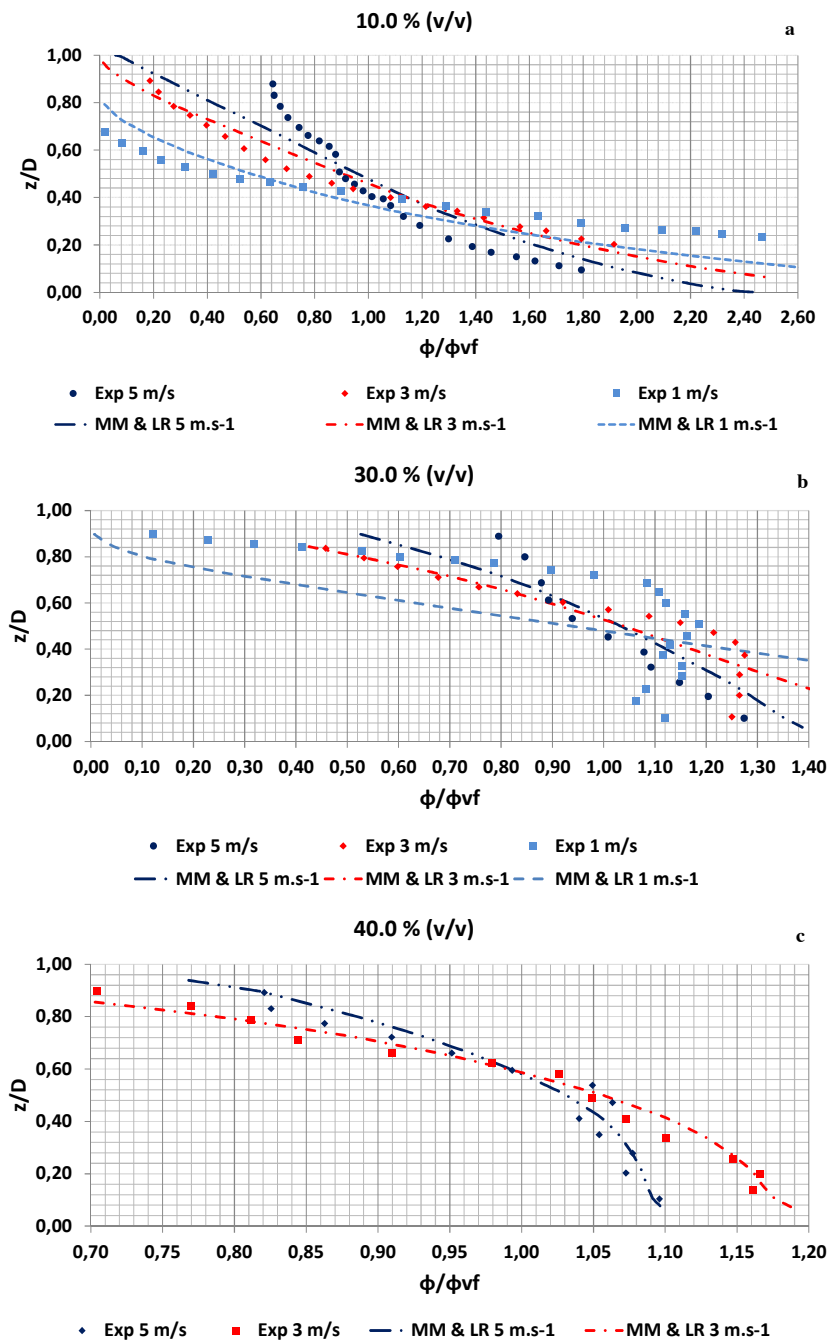 10.0 % (v/v)
a
1,00
0,80
0,60
0,40
0,20
0,00
z/D
0,00 0,20 0,40 0,60 0,80 1,00 1,20 1,40 1,60 1,80 2,00 2,20 2,40 2,60
ϕ/ϕvf
Exp 5 m/s Exp 3 m/s Exp 1 m/s
MM & LR 5 m.s-1 MM & LR 3 m.s-1 MM & LR 1 m.s-1
30.0 % (v/v)
b
1,00
0,80
0,60
0,40
0,20
0,00
z/D
0,00 0,10 0,20 0,30 0,40 0,50 0,60 0,70 0,80 0,90 1,00 1,10 1,20 1,30 1,40
ϕ/ϕvf
Exp 5 m/s Exp 3 m/s Exp 1 m/s
MM & LR 5 m.s-1 MM & LR 3 m.s-1 MM & LR 1 m.s-1
40.0 % (v/v)
c
1,00
0,80
0,60
0,40
0,20
0,00
z/D
0,70 0,75 0,80 0,85 0,90 0,95 1,00 1,05 1,10 1,15 1,20
ϕ/ϕvf
Exp 5 m/s Exp 3 m/s MM & LR 5 m.s-1 MM & LR 3 m.s-1